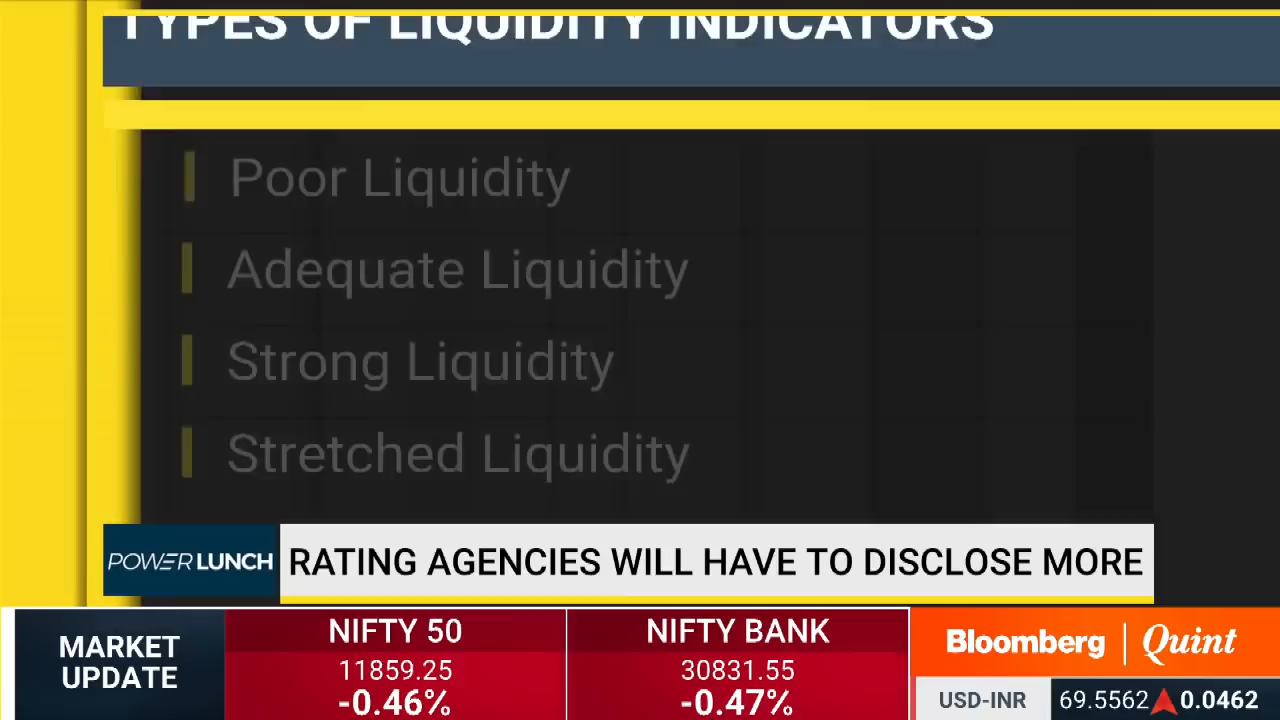 TYPES OF LIQUIDITY INDICATORS
Poor Liquidity
Adequate Liquidity
Strong Liquidity
Stretched Liquidity
POWER LUNCH
RATING AGENCIES WILL HAVE TO DISCLOSE MORE
MARKET UPDATE
NIFTY 50
11859.25
-0.46%
NIFTY BANK
30831.55
-0.47%
Bloomberg | Quint
USD-INR 69.5562 0.0462